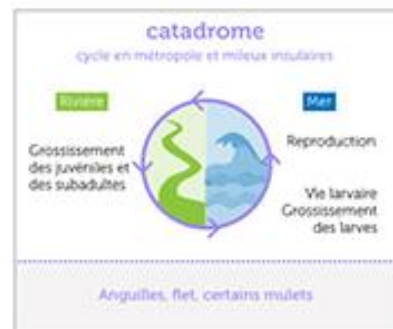 catadrome
cycle en métropole et mileux insulaires
Rivière
Grossissement
des juvéniles et
des subadultes
Mer
Reproduction
Vie larvaire
Grossissement
des larves
Anguilles, flet, certains mulets